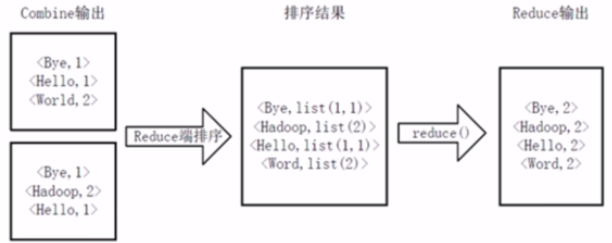 Combine输出
排序结果
Reduce输出
<Bye,1>
<Hello,1>
<World,2>
<Bye,1>
<Hadoop,2>
<Hello,1>
Reduce端排序
<Bye,list(1,1)>
<Hadoop,list(2)>
<Hello,list(1,1)>
<Word,list(2)>
reduce()
<Bye,2>
<Hadoop,2>
<Hello,2>
<Word,2>